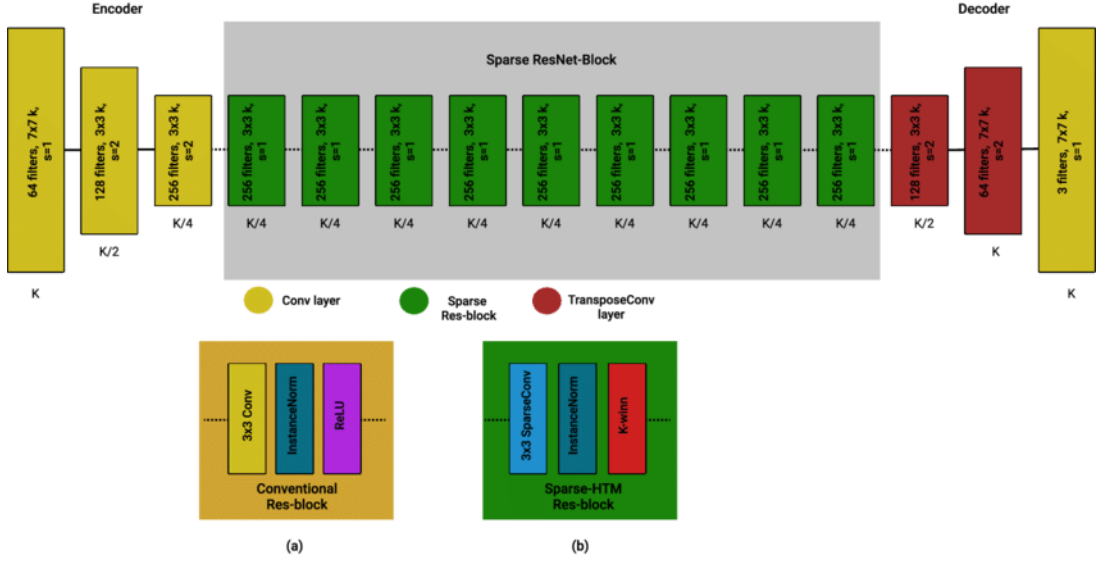 Encoder
Decoder
Sparse ResNet-Block
64 filters, 7x7 k,
s=1
128 filters, 3x3 k,
s=2
256 filters, 3x3 k,
s=2
256 filters, 3x3 k,
s=1
256 filters, 3x3 k,
s=1
256 filters, 3x3 k,
s=1
256 filters, 3x3 k,
s=1
256 filters, 3x3 k,
s=1
256 filters, 3x3 k,
s=1
256 filters, 3x3 k,
s=1
256 filters, 3x3 k,
s=1
256 filters, 3x3 k,
s=1
128 filters, 3x3 k,
s=2
64 filters, 7x7 k,
s=2
3 filters, 7x7 k,
s=1
K
K/2
K/4
K/4
K/4
K/4
K/4
K/4
K/4
K/4
K/4
K/4
K/2
K
K
Conv layer
Sparse
Res-block
TransposeConv
layer
3x3 Conv
InstanceNorm
ReLU
Conventional
Res-block
(a)
3x3 SparseConv
InstanceNorm
K-winn
Sparse-HTM
Res-block
(b)